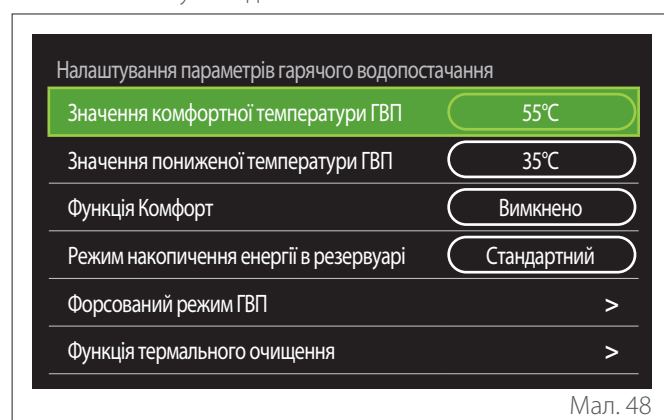 Налаштування параметрів гарячого водопостачання
Значення комфортної температури ГВП 55°C
Значення пониженої температури ГВП 35°C
Функція Комфорт Вимкнено
Режим накопичення енергії в резервуарі Стандартний
Форсований режим ГВП >
Функція термального очищення >
Мал. 48